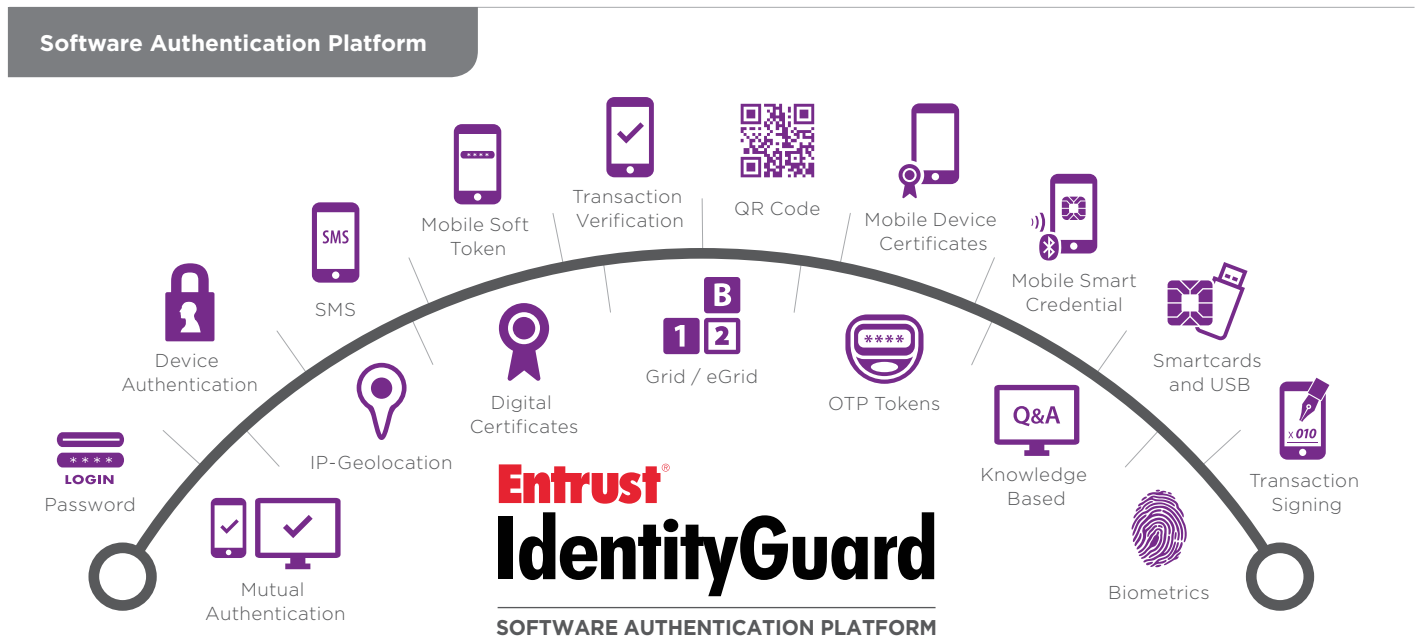 Software Authentication Platform
Transaction
Verification
QR Code
Mobile Soft
Token
Mobile Device
Certificates
SMS
SMS
Mobile Smart
Credential
Device
Authentication
B
1 2
Grid / eGrid
****
OTP Tokens
Smartcards
and USB
Digital
Certificates
IP-Geolocation
Q&A
Knowledge
Based
x 010
Transaction
Signing
****
LOGIN
Password
Mutual
Authentication
Biometrics
Entrust®
IdentityGuard
SOFTWARE AUTHENTICATION PLATFORM